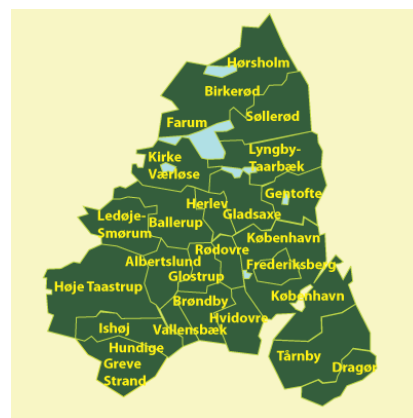 Hørsholm
Birkerød
Søllerød
Farum
Lyngby-
Taarbæk
Kirke
Værløse
Gentofte
Herlev
Gladsaxe
Ledøje-
Smørum
Ballerup
København
Rødovre
Albertslund
Frederiksberg
Glostrup
Høje Taastrup
Brøndby
København
Hvidovre
Ishøj
Vallensbæk
Hundige
Greve
Strand
Tårnby
Dragør